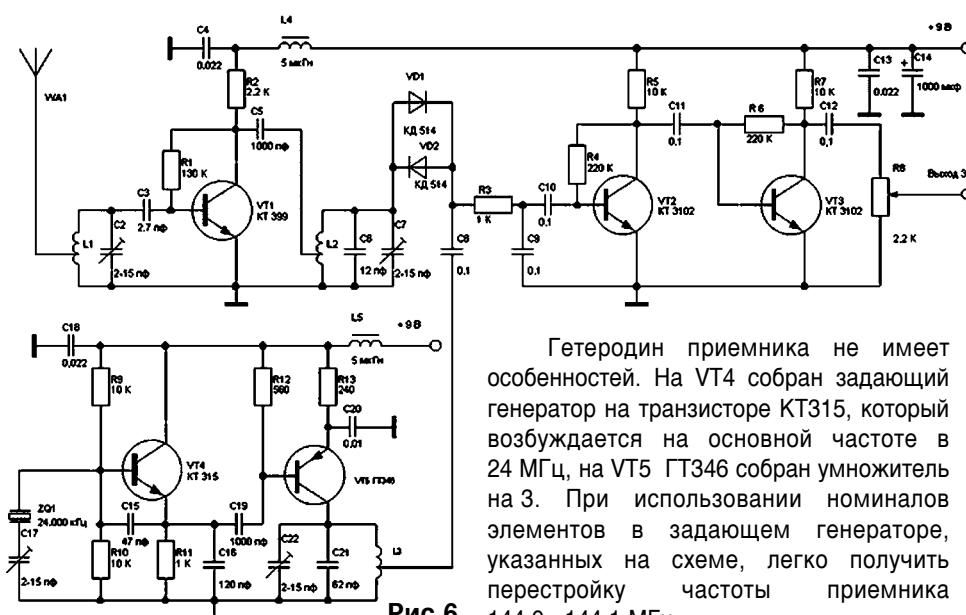 WA1
C4
0.022
L4
5 мкГн
+9В
R2
2.2 К
C5
1000 пф
R1
130 К
C3
2.7 пф
VT1
КТ 399
L1
C2
2-15 пф
VD1
КД 514
VD2
КД 514
L2
C6
12 пф
C7
2-15 пф
R3
1 К
C8
0.1
C10
0.1
C9
0.1
R4
220 К
R5
10 К
C11
0.1
VT2
КТ 3102
R6
220 К
R7
10 К
C12
0,1
VT3
КТ 3102
C13
0.022
C14
1000 мкф
R8
2.2 К
Выход З
C18
0,022
R9
10 К
L5
+9В
5 мкГн
R12
560
R13
240
C20
0,01
VT4
КТ 315
VT5 ГТ346
ZQ1
24.000 кГц
C17
2-15 пф
C15
47 пф
C19
1000 пф
R10
10 К
R11
1 К
C16
120 пф
C22
2-15 пф
C21
62 пф
L3
Гетеродин приемника не имеет
особенностей. На VT4 собран задающий
генератор на транзисторе КТ315, который
возбуждается на основной частоте в
24 МГц, на VT5 ГТ346 собран умножитель
на 3. При использовании номиналов
элементов в задающем генераторе,
указанных на схеме, легко получить
перестройку частоты приемника
Рис.6